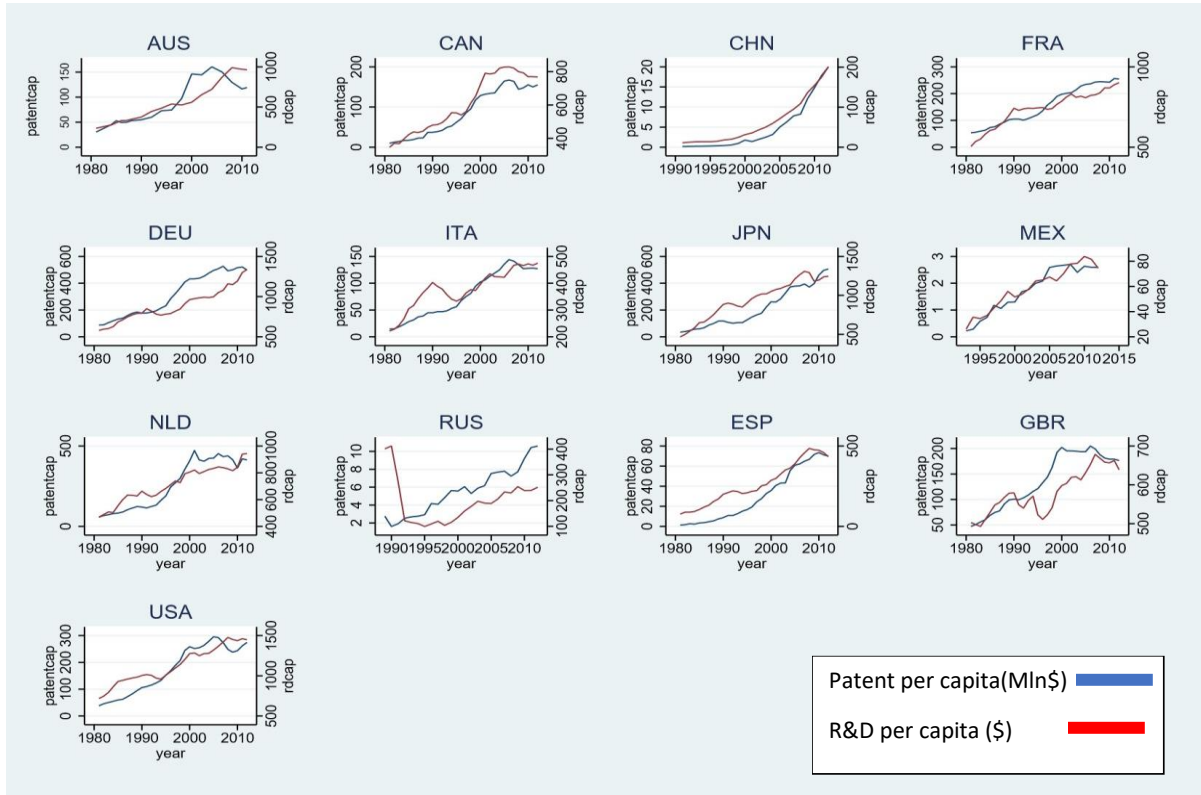 AUS
patentcap
0 50 100 150
0 500 1000
rdcap
1980 1990 2000 2010
year
CAN
patentcap
0 50 100 150 200
400 600 800
rdcap
1980 1990 2000 2010
year
CHN
patentcap
0 5 10 15 20
0 100 200
rdcap
1990 1995 2000 2005 2010
year
FRA
patentcap
0 100 200 300
500 1000
rdcap
1980 1990 2000 2010
year
DEU
patentcap
0 200 400 600
500 1000 1500
rdcap
1980 1990 2000 2010
year
ITA
patentcap
0 50 100 150
200 300 400 500
rdcap
1980 1990 2000 2010
year
JPN
patentcap
0 200 400 600
500 1000 1500
rdcap
1980 1990 2000 2010
year
MEX
patentcap
0 1 2 3
20 40 60 80
rdcap
1995 2000 2005 2010 2015
year
NLD
patentcap
0 500
400 600 800 1000
rdcap
1980 1990 2000 2010
year
RUS
patentcap
2 4 6 8 10
100 200 300 400
rdcap
1990 1995 2000 2005 2010
year
ESP
patentcap
0 20 40 60 80
0 500
rdcap
1980 1990 2000 2010
year
GBR
patentcap
50 100 150 200
500 600 700
rdcap
1980 1990 2000 2010
year
USA
patentcap
0 100 200 300
500 1000 1500
rdcap
1980 1990 2000 2010
year
Patent per capita(Mln$)
R&D per capita ($)